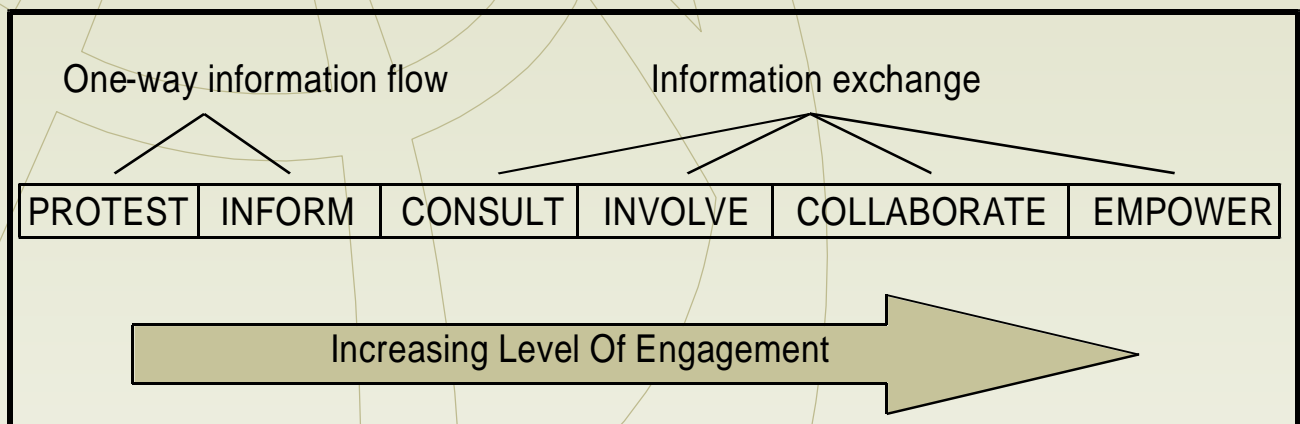 One-way information flow Information exchange
PROTEST INFORM CONSULT INVOLVE COLLABORATE EMPOWER
Increasing Level Of Engagement